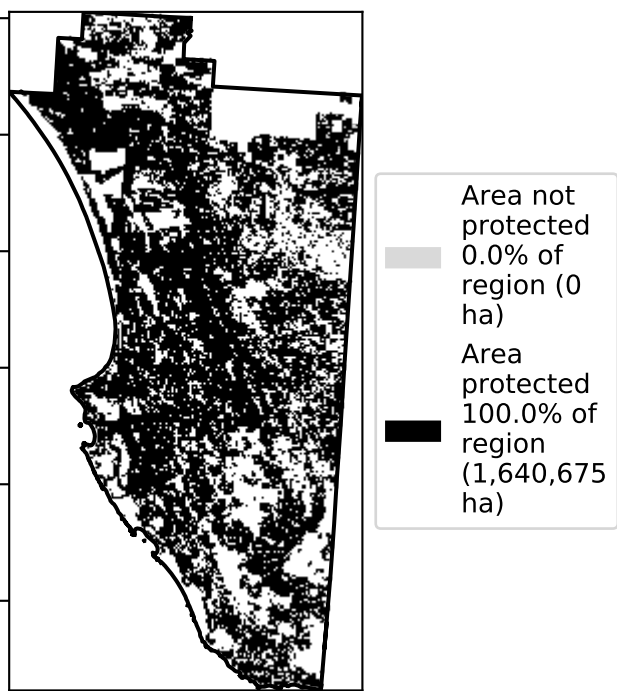 Area not
protected
0.0% of
region (0
ha)
Area
protected
100.0% of
region
(1,640,675
ha)